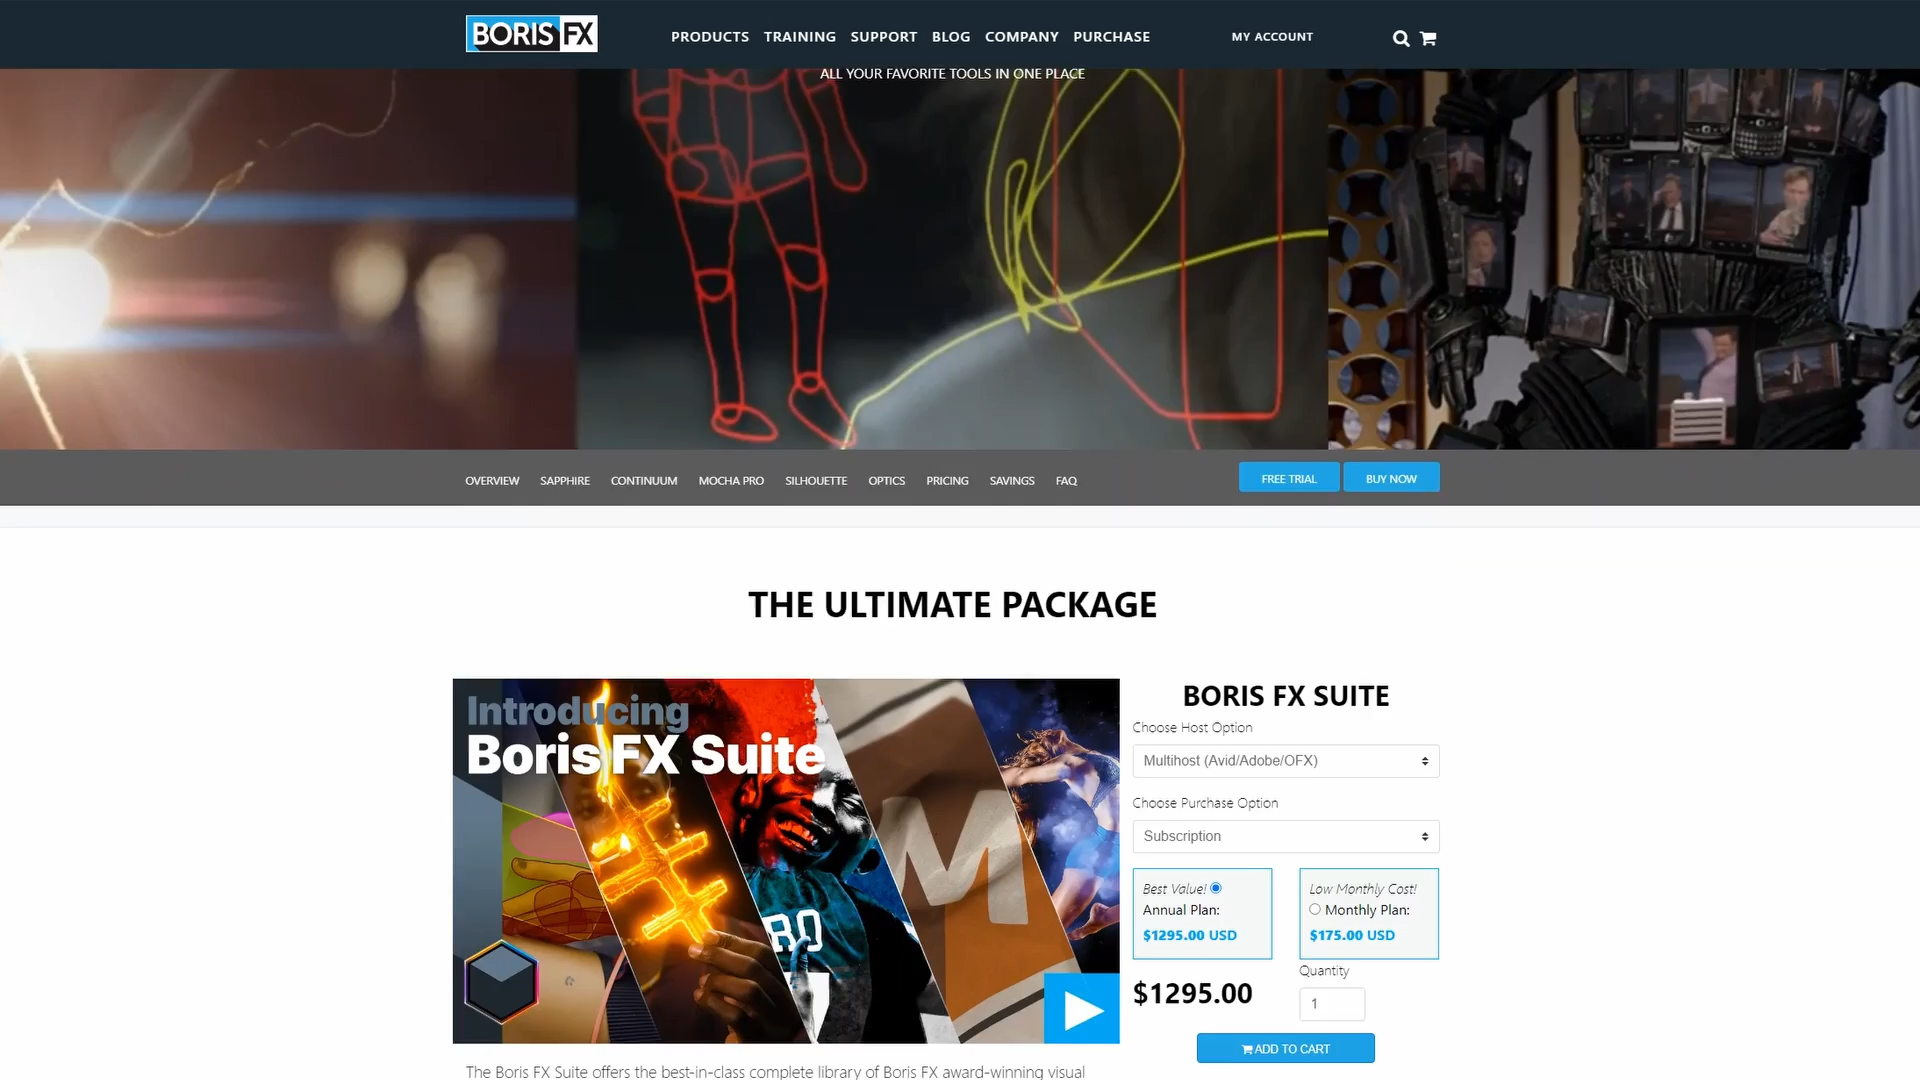 BORIS FX
PRODUCTS TRAINING SUPPORT BLOG COMPANY PURCHASE
MY ACCOUNT
ALL YOUR FAVORITE TOOLS IN ONE PLACE
OVERVIEW SAPPHIRE CONTINUUM MOCHA PRO SILHOUETTE OPTICS PRICING SAVINGS FAQ
FREE TRIAL BUY NOW
THE ULTIMATE PACKAGE
Introducing
Boris FX Suite
RO
M
BORIS FX SUITE
Choose Host Option
Multihost (Avid/Adobe/OFX)
Choose Purchase Option
Subscription
Best Value!
Annual Plan:
$1295.00 USD
Low Monthly Cost!
Monthly Plan:
$175.00 USD
$1295.00
Quantity
1
ADD TO CART
The Boris FX Suite offers the best-in-class complete library of Boris FX award-winning visual